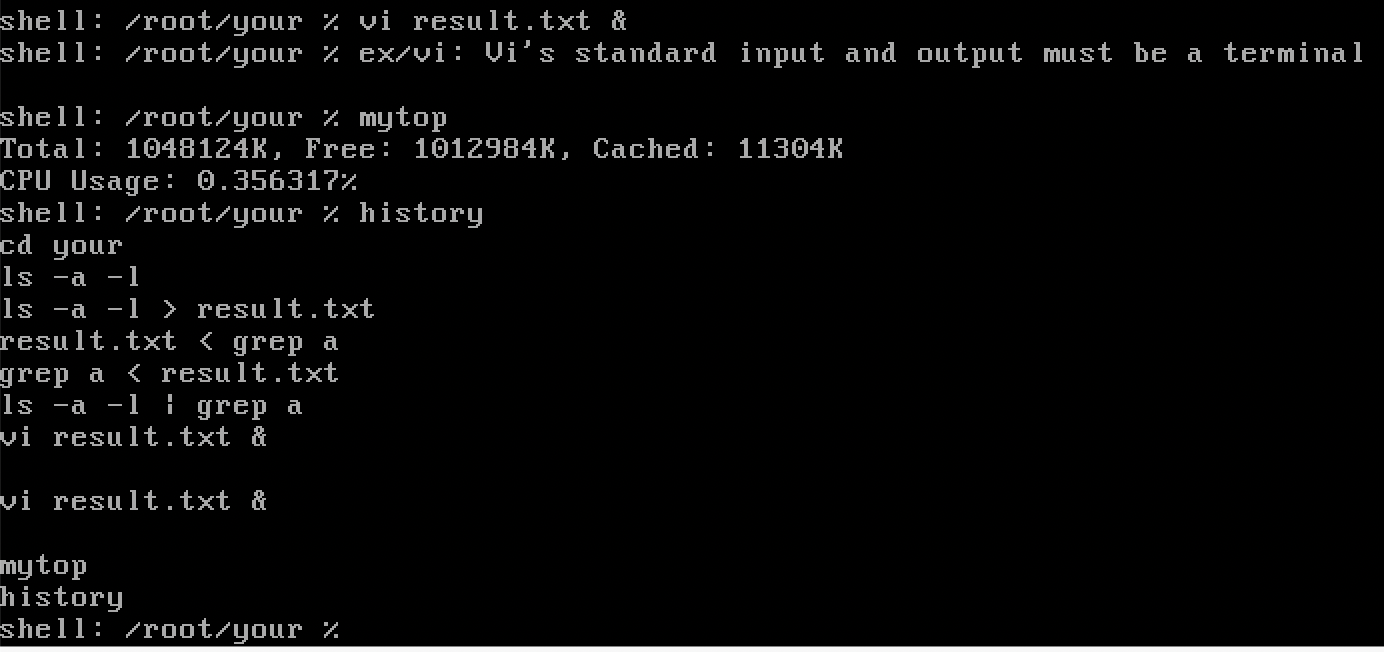 shell: /root/your % vi result.txt &
shell: /root/your % ex/vi: Vi's standard input and output must be a terminal
shell: /root/your % mytop
Total: 1048124K, Free: 1012984K, Cached: 11304K
CPU Usage: 0.356317%
shell: /root/your % history
cd your
ls -a -l
ls -a -l > result.txt
result.txt < grep a
grep a < result.txt
ls -a -l | grep a
vi result.txt &
vi result.txt &
mytop
history
shell: /root/your %